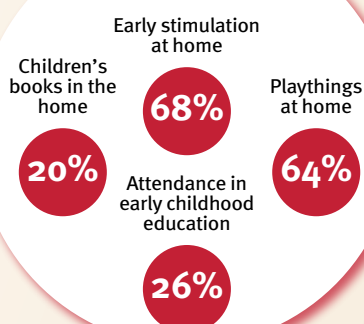 Early stimulation
at home
68%
Children’s
books in the
home
20%
Playthings
at home
64%
Attendance in
early childhood
education
26%